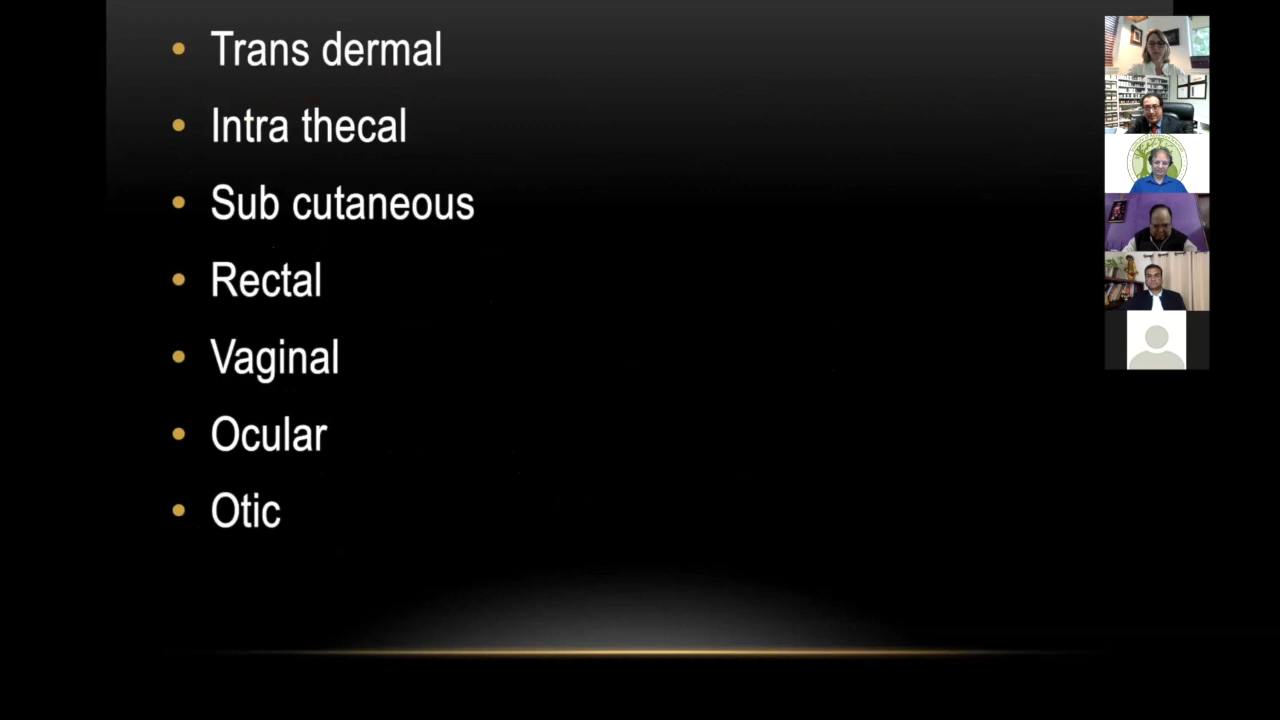 Trans dermal
Intra thecal
Sub cutaneous
Rectal
Vaginal
Ocular
Otic